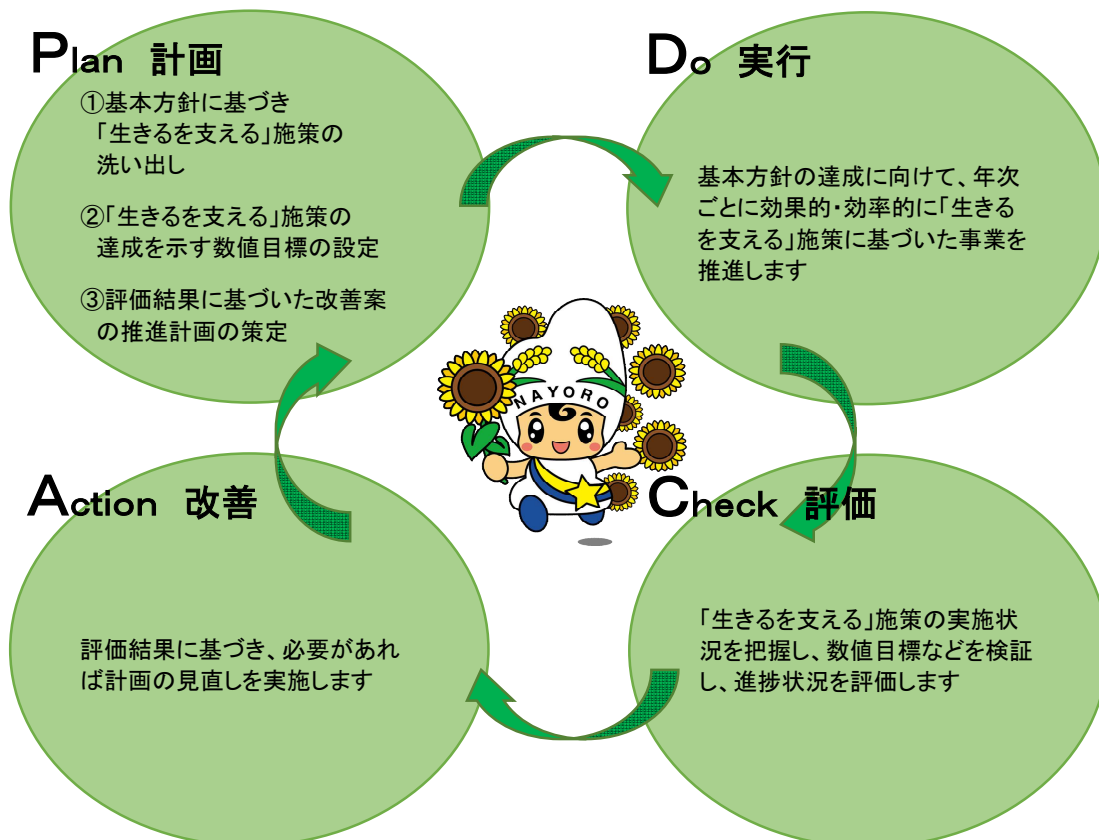 Plan 計画
①基本方針に基づき
「生きるを支える」施策の
洗い出し
②「生きるを支える」施策の
達成を示す数値目標の設定
③評価結果に基づいた改善案
の推進計画の策定
Do 実行
基本方針の達成に向けて、年次
ごとに効果的・効率的に「生きる
を支える」施策に基づいた事業を
推進します
NAYORO
Action 改善
評価結果に基づき、必要があれ
ば計画の見直しを実施します
Check 評価
「生きるを支える」施策の実施状
況を把握し、数値目標などを検証
し、進捗状況を評価します